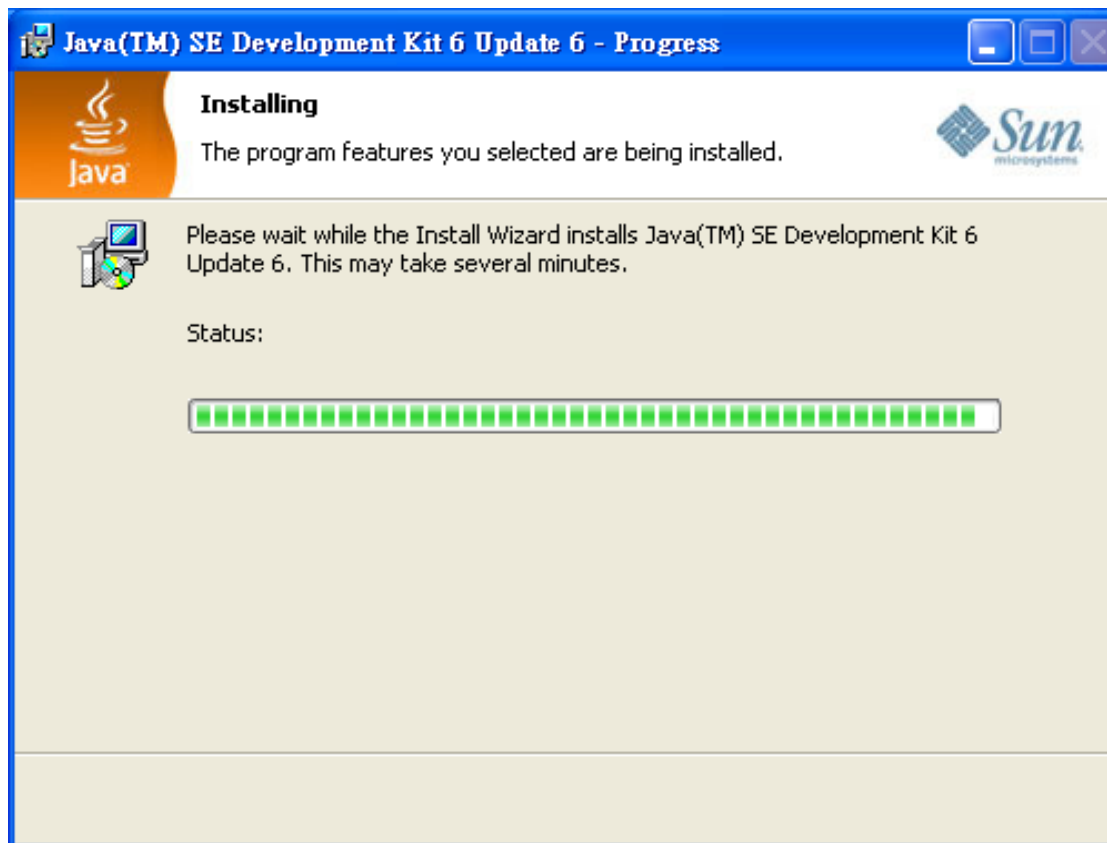 Java(TM) SE Development Kit 6 Update 6 - Progress
Java
Installing
The program features you selected are being installed.
Sun
microsystems
Please wait while the Install Wizard installs Java(TM) SE Development Kit 6
Update 6. This may take several minutes.
Status: